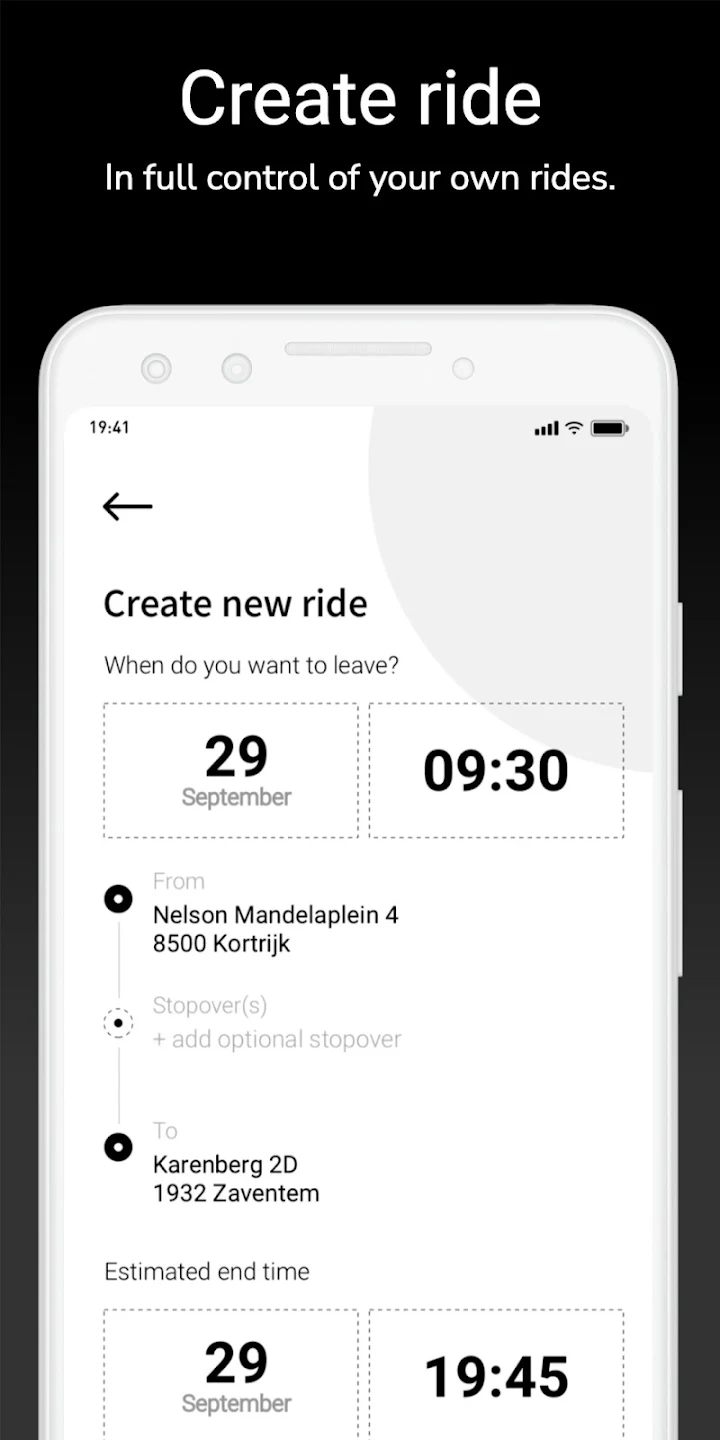 Create ride
In full control of your own rides.
19:41
Create new ride
When do you want to leave?
29
September
09:30
From
Nelson Mandelaplein 4
8500 Kortrijk
Stopover(s)
+ add optional stopover
To
Karenberg 2D
1932 Zaventem
Estimated end time
29
September
19:45